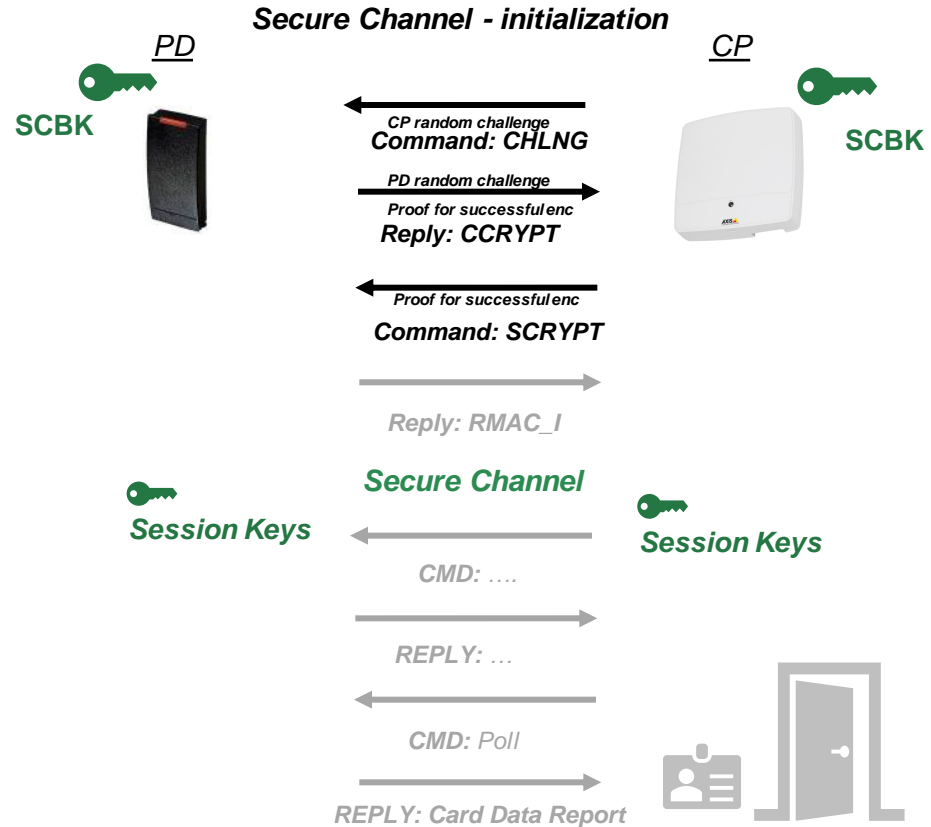 Secure Channel - initialization
PD
CP
SCBK
SCBK
CP random challenge
Command: CHLNG
PD random challenge
Proof for successful enc
Reply: CCRYPT
Proof for successful enc
Command: SCRYPT
Reply: RMAC_I
Secure Channel
Session Keys
Session Keys
CMD: ....
REPLY: ...
CMD: Poll
REPLY: Card Data Report
AXIS